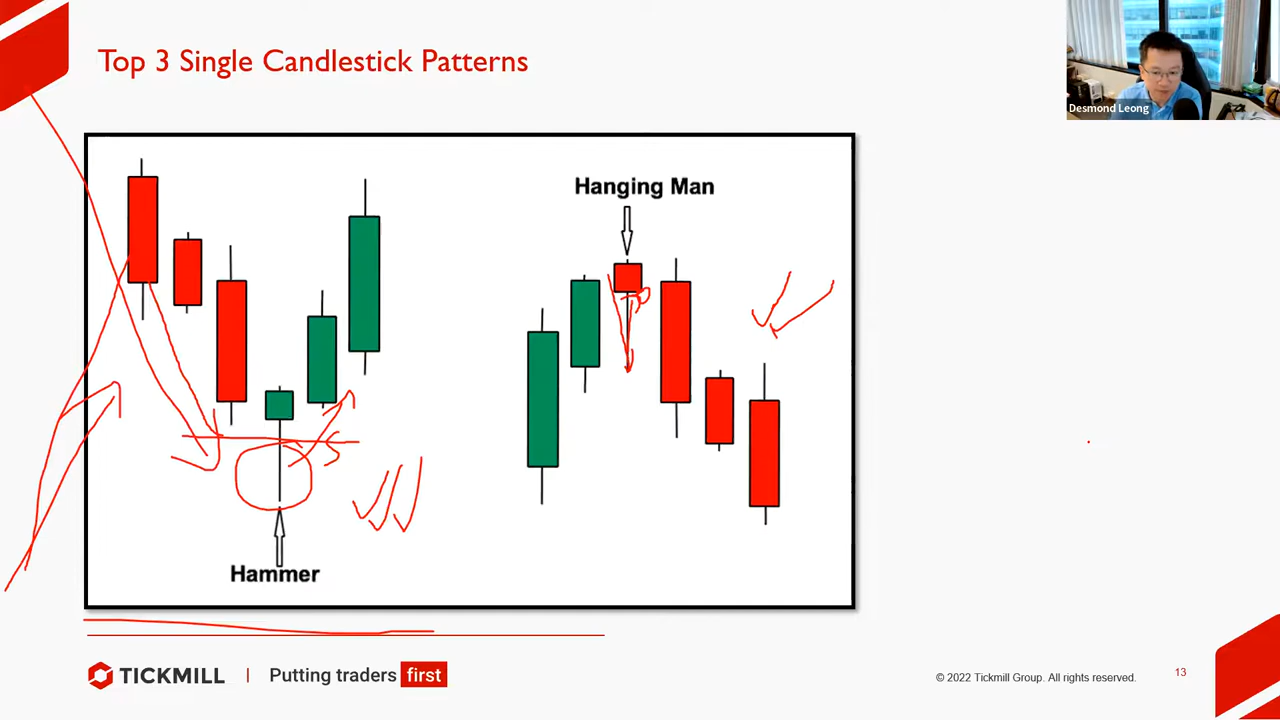 Top 3 Single Candlestick Patterns
Desmond Leong
Hanging Man
Hammer
TICKMILL | Putting traders first
© 2022 Tickmill Group. All rights reserved.
13